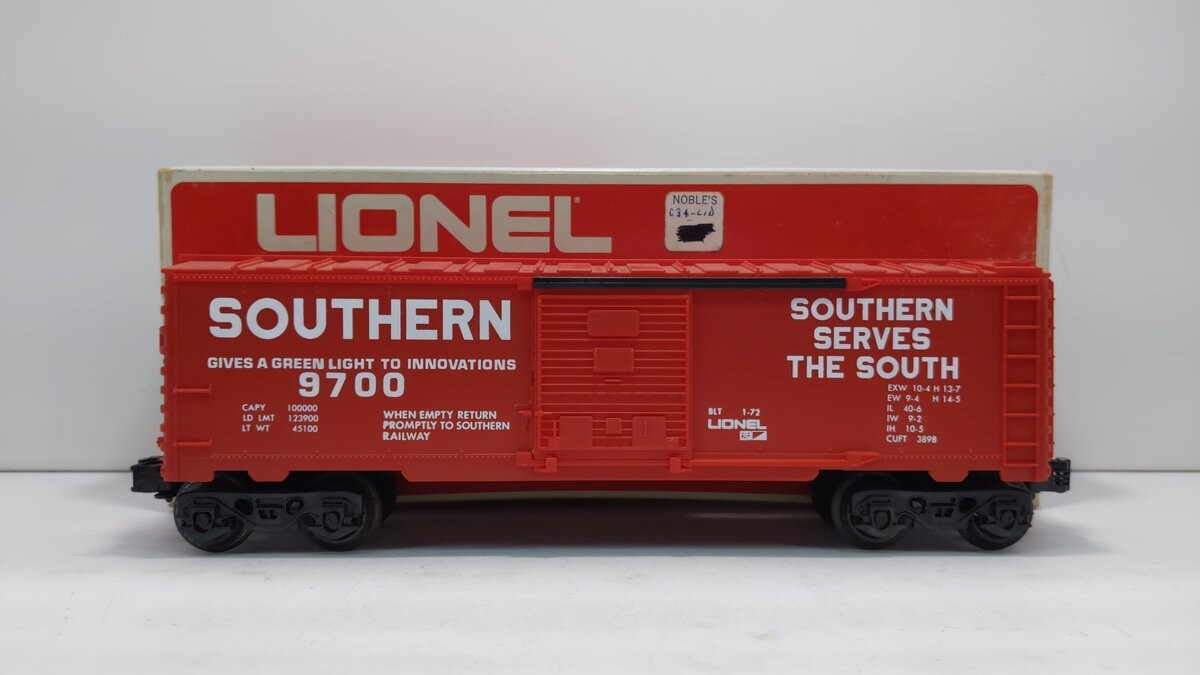 LIONEL®
NOBLE'S
SOUTHERN
GIVES A GREEN LIGHT TO INNOVATIONS
9700
CAPY 100000
LD LMT 123900
LT WT 45100
WHEN EMPTY RETURN
PROMPTLY TO SOUTHERN
RAILWAY
BLT 1-72
LIONEL
SOUTHERN
SERVES
THE SOUTH
EXW 10-4 H 13-7
EW 9-4 H 14-5
IL 40-6
IW 9-2
IH 10-5
CUFT 3898